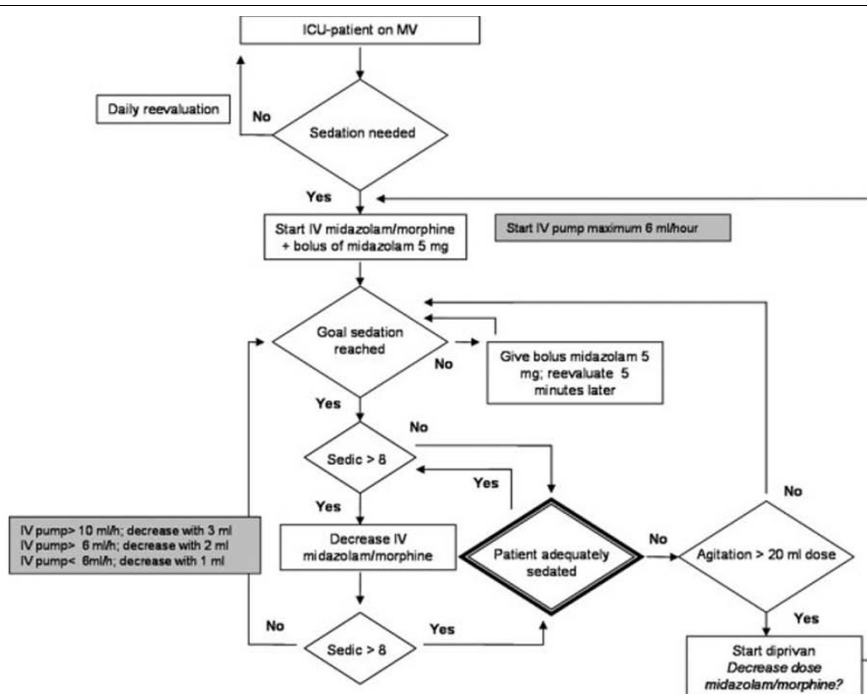 ICU-patient on MV
Daily reevaluation
No
Sedation needed
Yes
Start IV midazolam/morphine
+ bolus of midazolam 5 mg
Start IV pump maximum 6 ml/hour
Goal sedation
reached
No
Give bolus midazolam 5
mg; reevaluate 5
minutes later
Yes
No
Sedic > 8
Yes
Yes
No
IV pump> 10 ml/h; decrease with 3 ml
IV pump> 6 ml/h; decrease with 2 ml
IV pump< 6ml/h; decrease with 1 ml
Decrease IV
midazolam/morphine
Patient adequately
sedated
No
Agitation > 20 ml dose
No
Yes
Sedic > 8
Yes
Start diprivan
Decrease dose
midazolam/morphine?